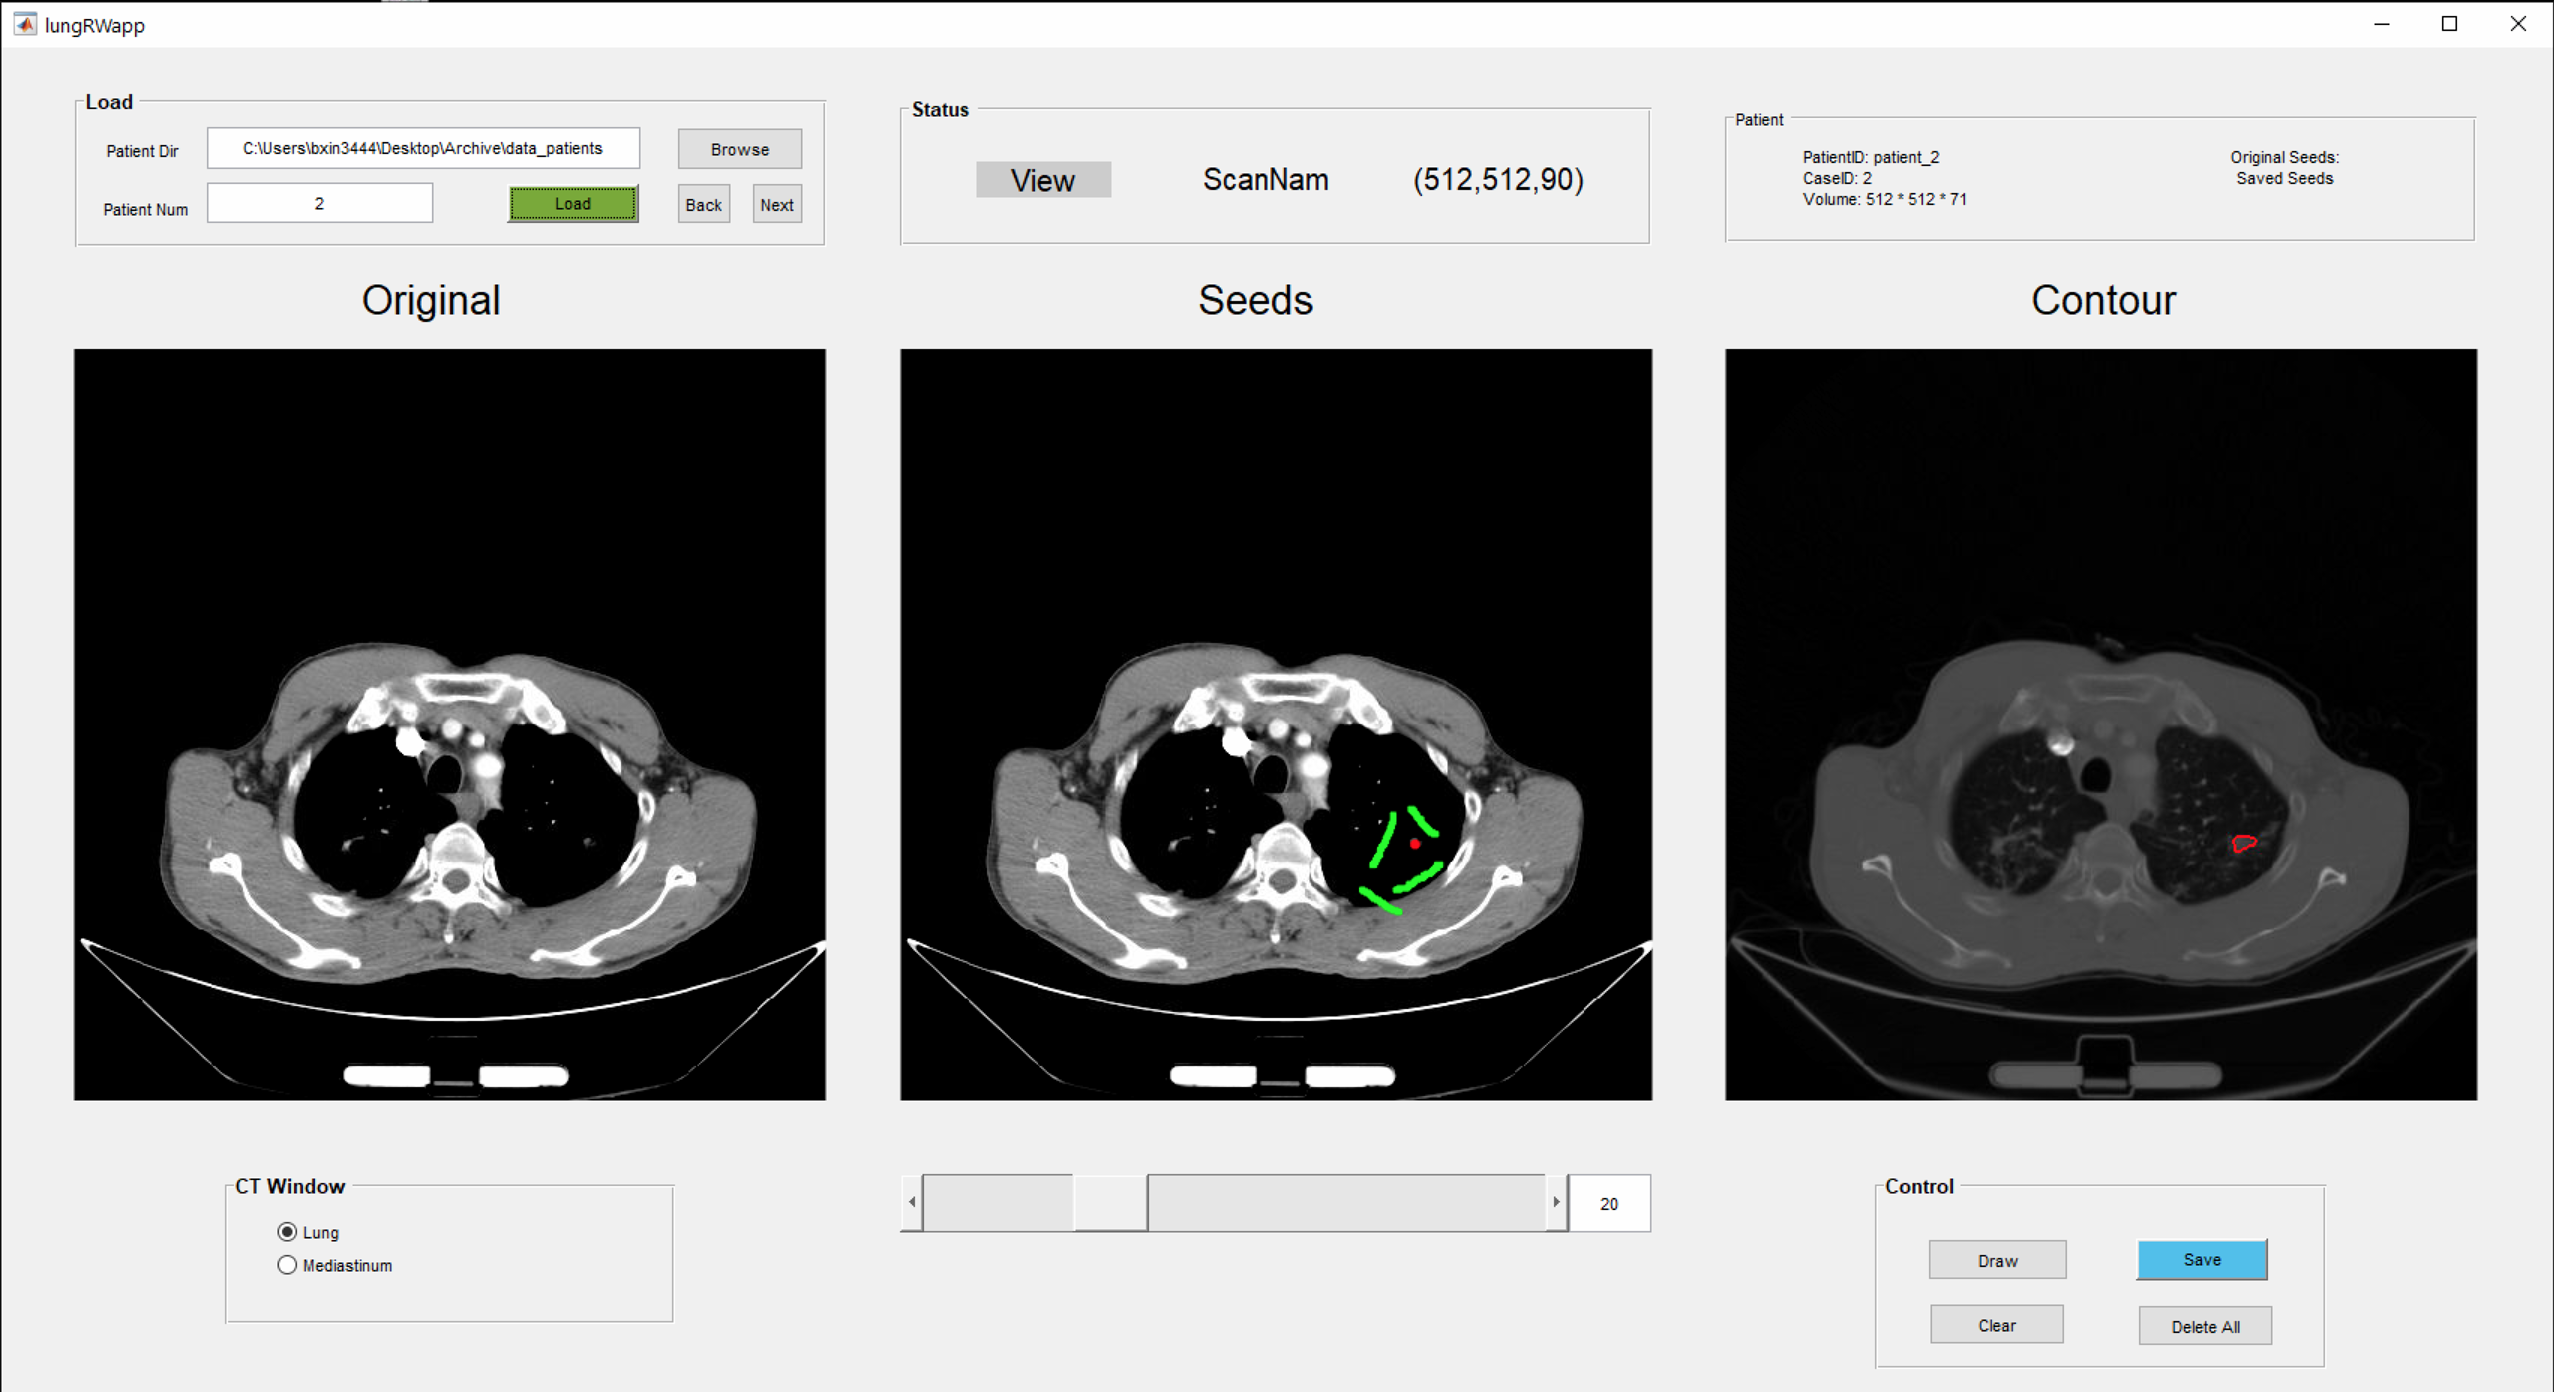 lungRWapp
Load
Patient Dir
C:\Users\bxin3444\Desktop\Archive\data_patients
Browse
Patient Num
2
Load
Back
Next
Status
View
ScanNam
(512,512,90)
Patient
PatientID: patient_2
CaseID: 2
Volume: 512 * 512 * 71
Original Seeds:
Saved Seeds
Original
Seeds
Contour
CT Window
Lung
Mediastinum
20
Control
Draw
Save
Clear
Delete All